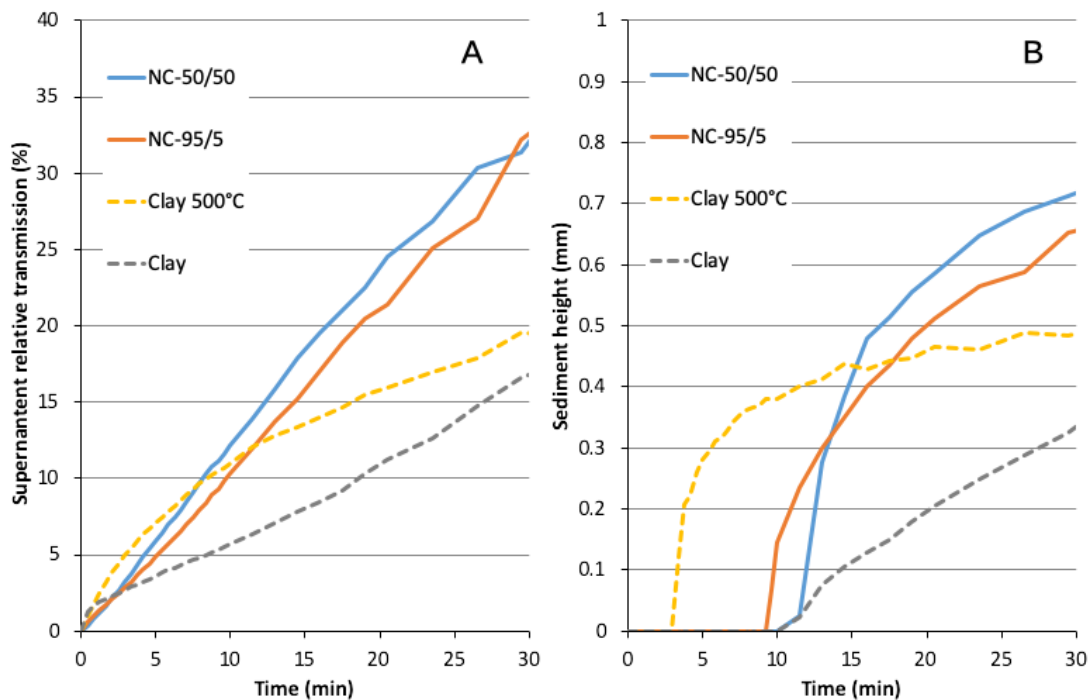 A
NC-50/50
NC-95/5
Clay 500°C
Clay
Supernantent relative transmission (%)
40
35
30
25
20
15
10
5
0
0 5 10 15 20 25 30
Time (min)
B
NC-50/50
NC-95/5
Clay 500°C
Clay
Sediment height (mm)
1
0.9
0.8
0.7
0.6
0.5
0.4
0.3
0.2
0.1
0
0 5 10 15 20 25 30
Time (min)